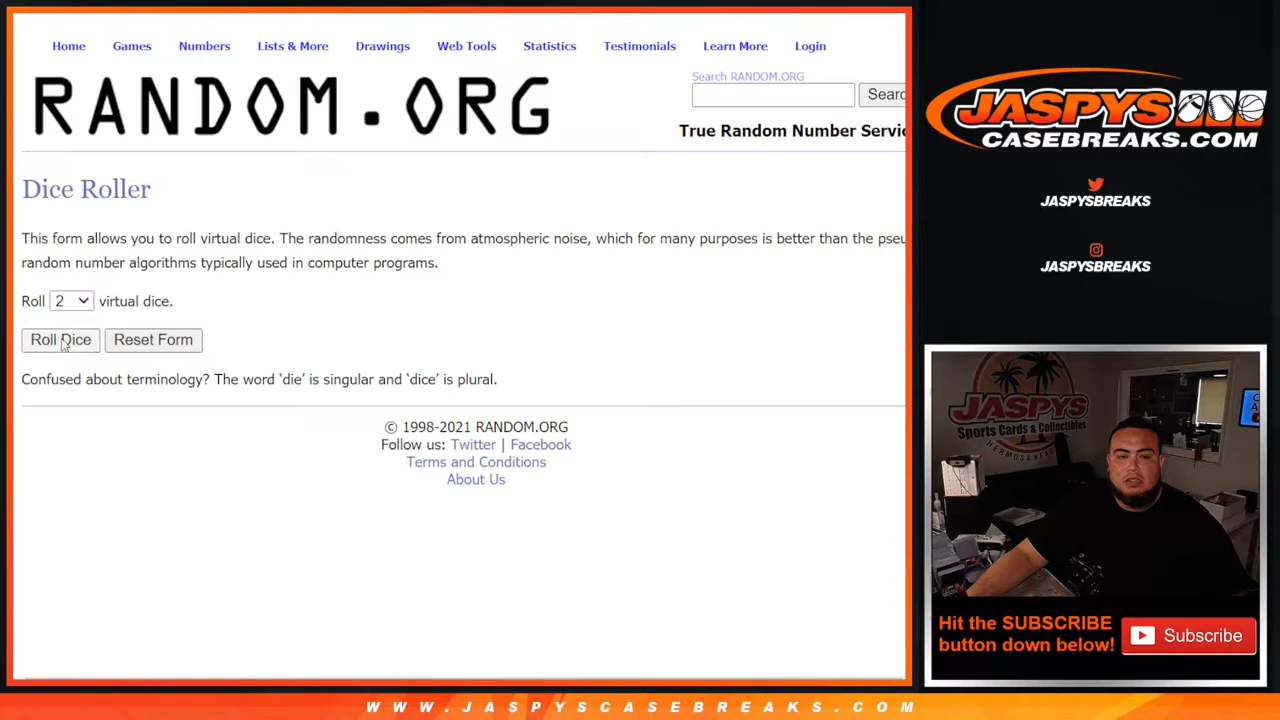 Home Games Numbers Lists & More Drawings Web Tools Statistics Testimonials Learn More Login
RANDOM.ORG
Search RANDOM.ORG
Searc
True Random Number Servic
Dice Roller
This form allows you to roll virtual dice. The randomness comes from atmospheric noise, which for many purposes is better than the pseu
random number algorithms typically used in computer programs.
Roll 2 virtual dice.
Roll Dice Reset Form
Confused about terminology? The word ‘die’ is singular and ‘dice’ is plural.
© 1998-2021 RANDOM.ORG
Follow us: Twitter | Facebook
Terms and Conditions
About Us
JASPYS
CASEBREAKS.COM
JASPYSBREAKS
JASPYSBREAKS
JASPYS
Sports Cards & Collectibles
HERMOSA BEACH
Hit the SUBSCRIBE
button down below!
Subscribe
WWW.JASPYSCASEBREAKS.COM